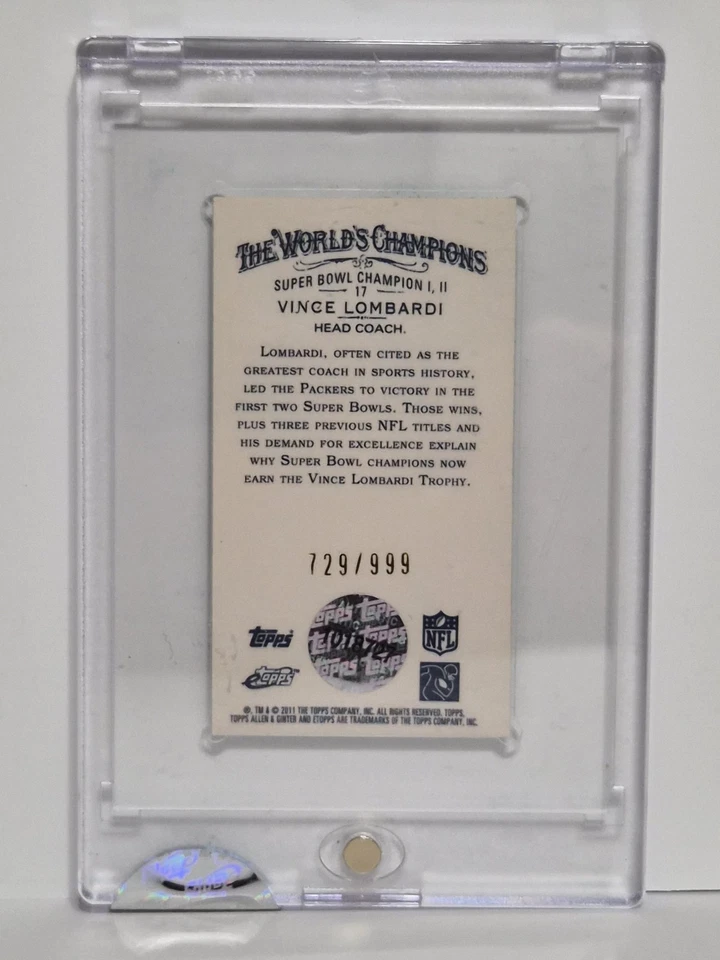 THE WORLD'S CHAMPIONS
SUPER BOWL CHAMPION I, II
17
VINCE LOMBARDI
HEAD COACH.
LOMBARDI, OFTEN CITED AS THE
GREATEST COACH IN SPORTS HISTORY,
LED THE PACKERS TO VICTORY IN THE
FIRST TWO SUPER BOWLS. THOSE WINS,
PLUS THREE PREVIOUS NFL TITLES AND
HIS DEMAND FOR EXCELLENCE EXPLAIN
WHY SUPER BOWL CHAMPIONS NOW
EARN THE VINCE LOMBARDI TROPHY.
729/999
Topps
eTopps
NFL
®, TM & © 2011 THE TOPPS COMPANY, INC. ALL RIGHTS RESERVED. TOPPS,
TOPPS ALLEN & GINTER AND ETOPPS ARE TRADEMARKS OF THE TOPPS COMPANY, INC.